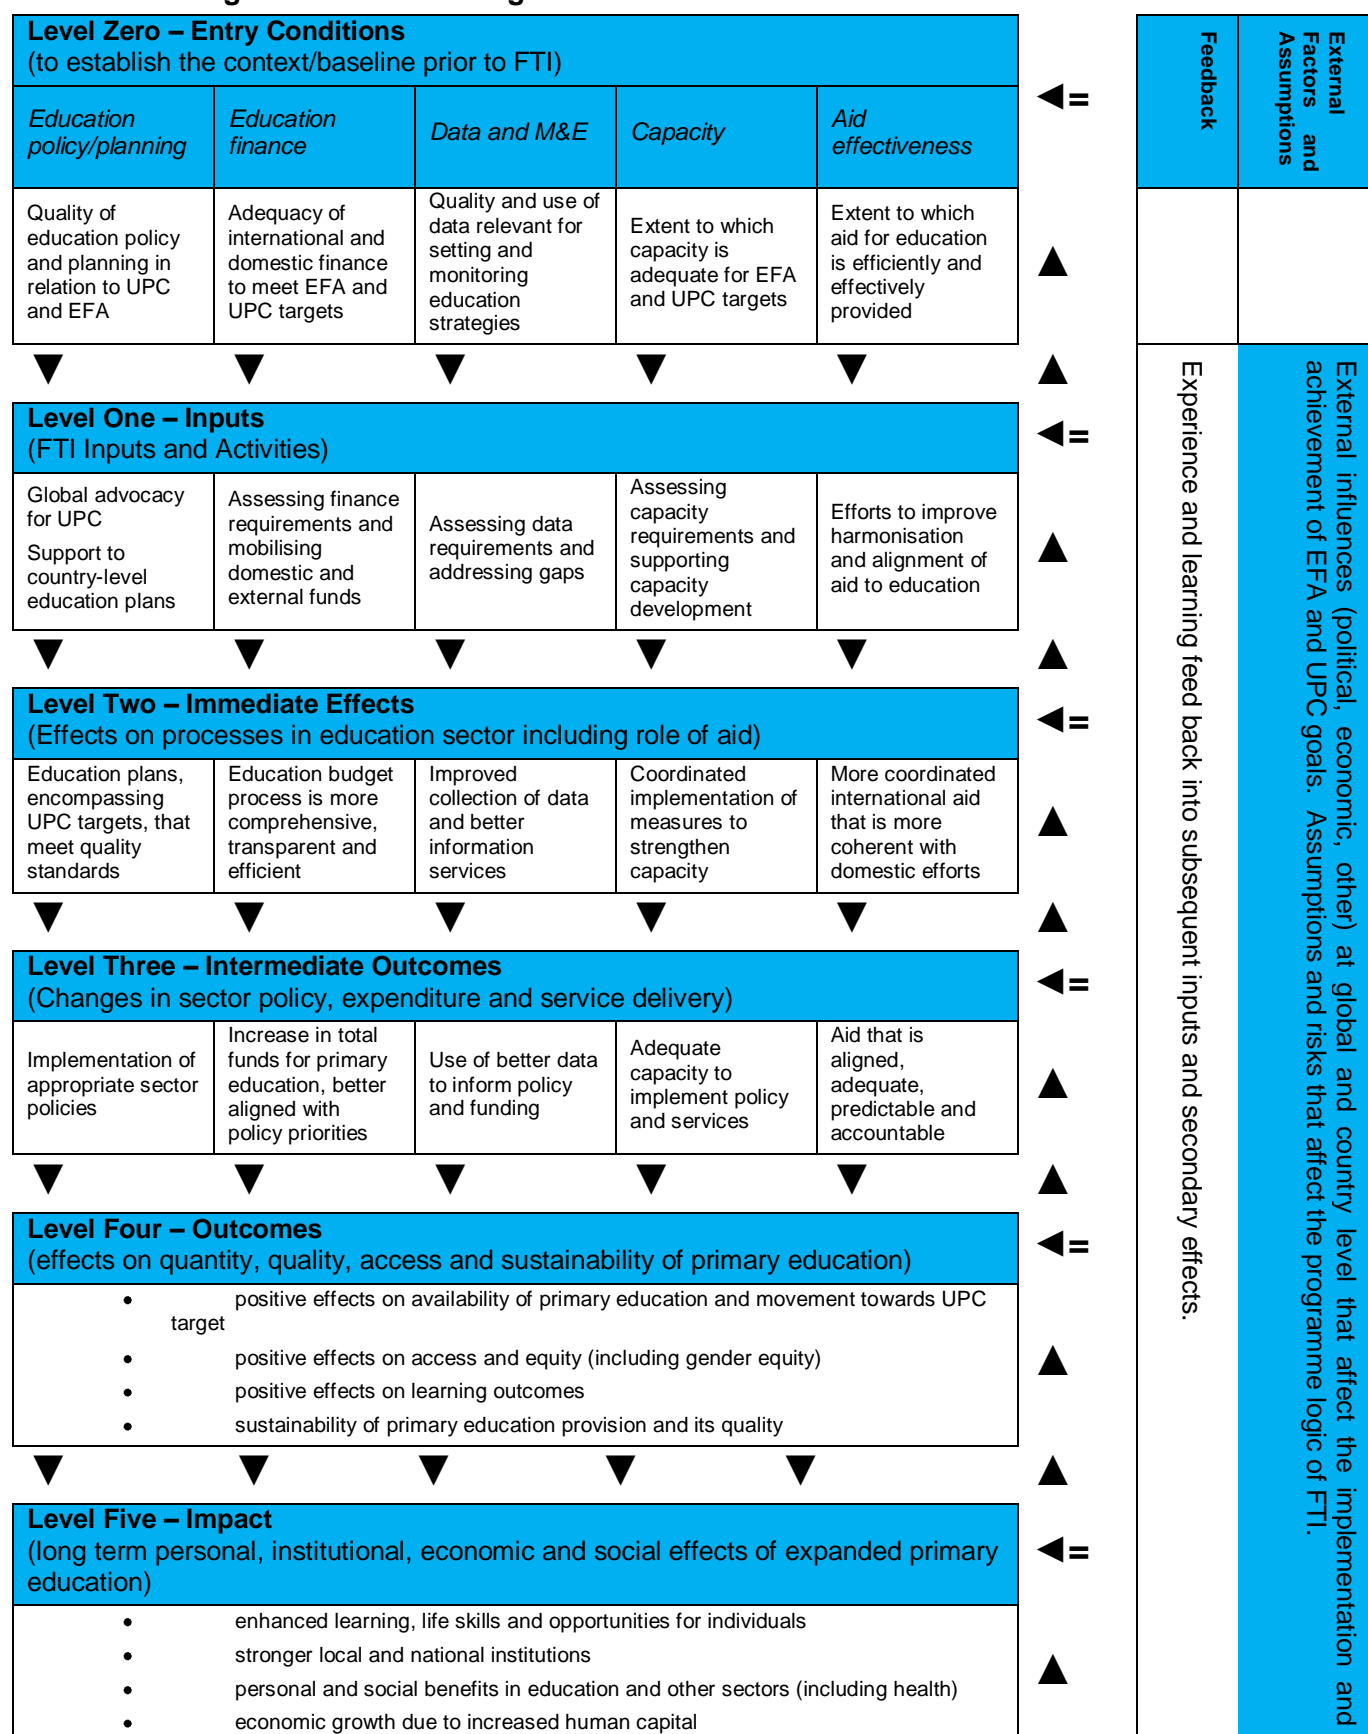 Level Zero – Entry Conditions
(to establish the context/baseline prior to FTI)
Education
policy/planning
Education
finance
Data and M&E
Capacity
Aid
effectiveness
Quality of
education policy
and planning in
relation to UPC
and EFA
Adequacy of
international and
domestic finance
to meet EFA and
UPC targets
Quality and use of
data relevant for
setting and
monitoring
education
strategies
Extent to which
capacity is
adequate for EFA
and UPC targets
Extent to which
aid for education
is efficiently and
effectively
provided
Level One – Inputs
(FTI Inputs and Activities)
Global advocacy
for UPC
Support to
country-level
education plans
Assessing finance
requirements and
mobilising
domestic and
external funds
Assessing data
requirements and
addressing gaps
Assessing
capacity
requirements and
supporting
capacity
development
Efforts to improve
harmonisation
and alignment of
aid to education
Level Two – Immediate Effects
(Effects on processes in education sector including role of aid)
Education plans,
encompassing
UPC targets, that
meet quality
standards
Education budget
process is more
comprehensive,
transparent and
efficient
Improved
collection of data
and better
information
services
Coordinated
implementation of
measures to
strengthen
capacity
More coordinated
international aid
that is more
coherent with
domestic efforts
Level Three – Intermediate Outcomes
(Changes in sector policy, expenditure and service delivery)
Implementation of
appropriate sector
policies
Increase in total
funds for primary
education, better
aligned with
policy priorities
Use of better data
to inform policy
and funding
Adequate
capacity to
implement policy
and services
Aid that is
aligned,
adequate,
predictable and
accountable
Level Four – Outcomes
(effects on quantity, quality, access and sustainability of primary education)
• positive effects on availability of primary education and movement towards UPC
target
• positive effects on access and equity (including gender equity)
• positive effects on learning outcomes
• sustainability of primary education provision and its quality
Level Five – Impact
(long term personal, institutional, economic and social effects of expanded primary
education)
• enhanced learning, life skills and opportunities for individuals
• stronger local and national institutions
• personal and social benefits in education and other sectors (including health)
• economic growth due to increased human capital
Feedback
Experience and learning feed back into subsequent inputs and secondary effects.
External
Factors and
Assumptions
External influences (political, economic, other) at global and country level that affect the implementation and
achievement of EFA and UPC goals. Assumptions and risks that affect the programme logic of FTI.